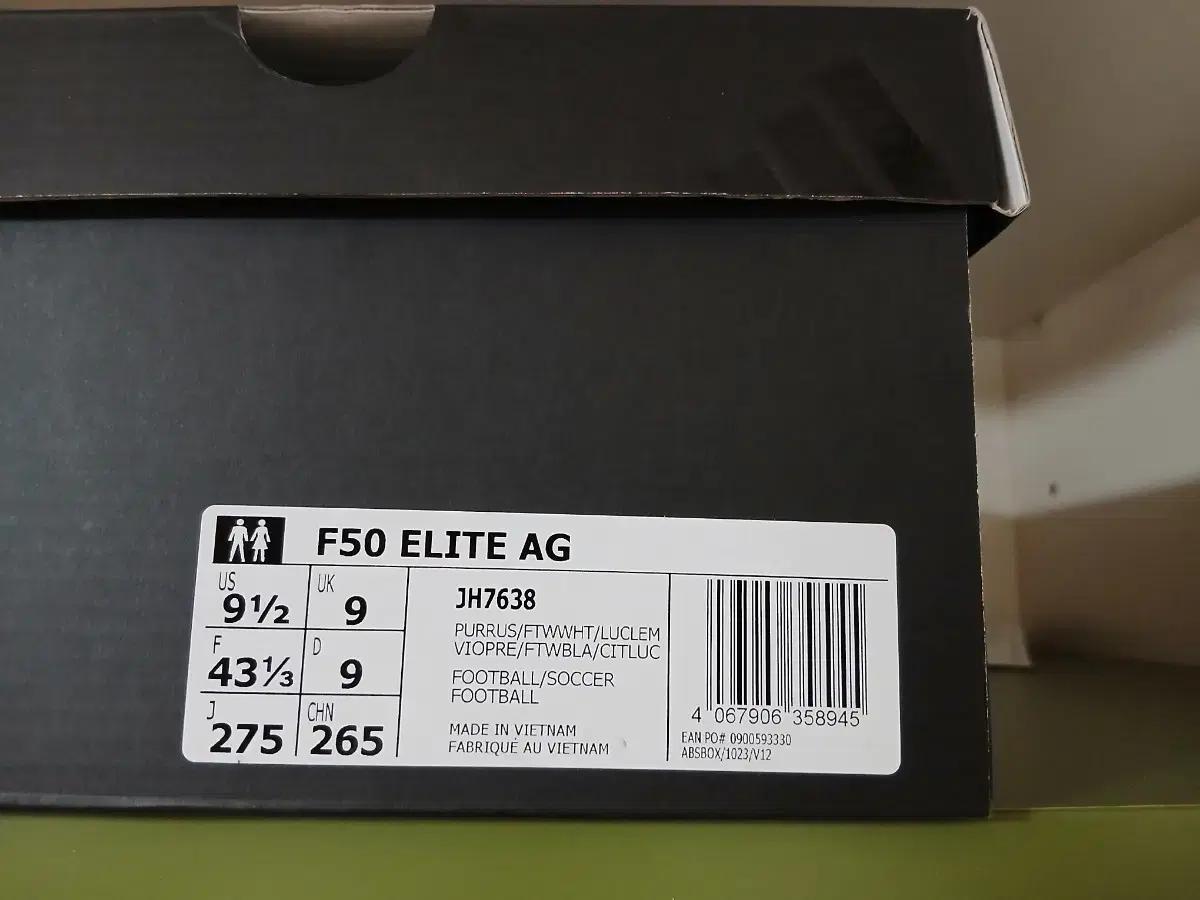 F50 ELITE AG
US 9½ UK 9
F 43⅓ D 9
J 275 CHN 265
JH7638
PURRUS/FTWWHT/LUCLEM
VIOPRE/FTWBLA/CITLUC
FOOTBALL/SOCCER
FOOTBALL
MADE IN VIETNAM
FABRIQUÉ AU VIETNAM
4 067906 358945
EAN PO# 0900593330
ABSBOX/1023/V12